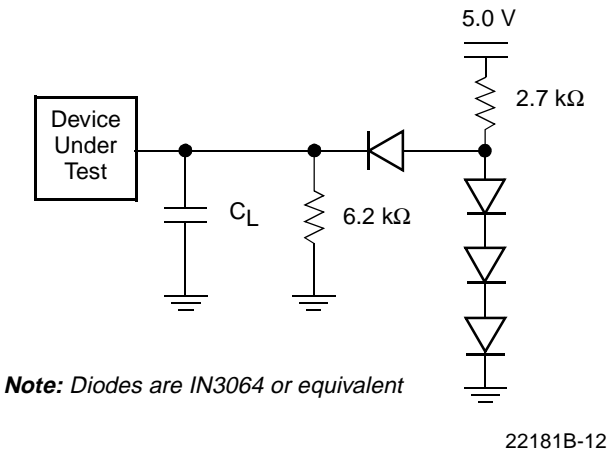 5.0 V
2.7 kΩ
Device
Under
Test
CL
6.2 kΩ
Note: Diodes are IN3064 or equivalent
22181B-12